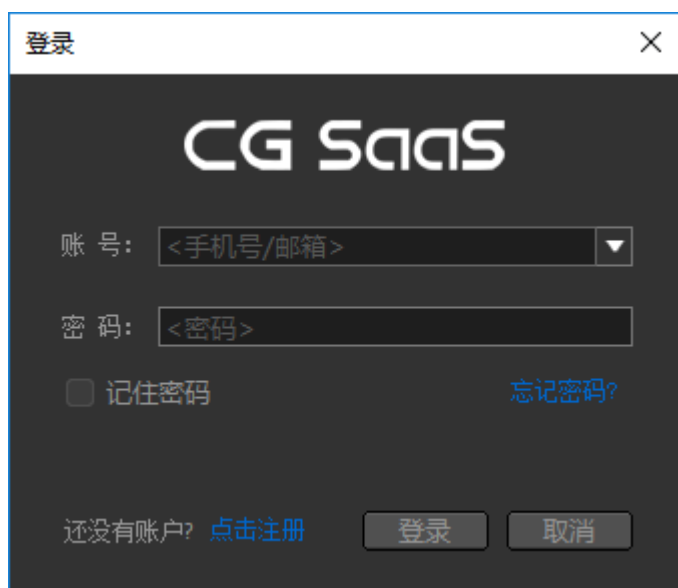 登录
CG SaaS
账 号: <手机号/邮箱>
密 码: <密码>
记住密码 忘记密码?
还没有账户? 点击注册 登录 取消